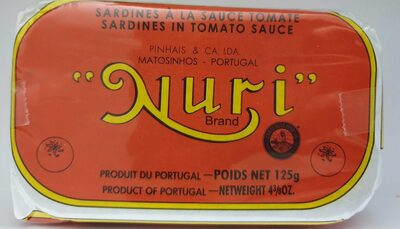 SARDINES À LA SAUCE TOMATE
SARDINES IN TOMATO SAUCE
PINHAIS & CA. LDA.
MATOSINHOS - PORTUGAL
"Nuri"
Brand
PRODUIT DU PORTUGAL — POIDS NET 125g
PRODUCT OF PORTUGAL — NETWEIGHT 4⅜OZ.